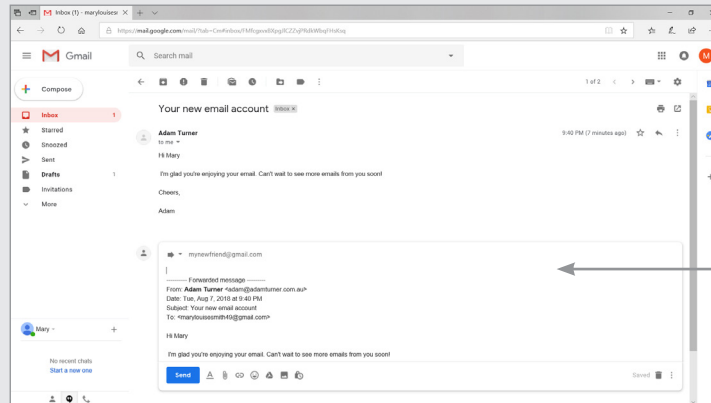 M Inbox (1) - marylouisesr
https://mail.google.com/mail/?tab=Cm#inbox/
Gmail
Search mail
Compose
1 of 2
Inbox 1
Starred
Snoozed
Sent
Drafts 1
Invitations
More
Your new email account Inbox x
Adam Turner
9:40 PM (7 minutes ago)
to me
Hi Mary
I'm glad you're enjoying your email. Can't wait to see more emails from you soon!
Cheers,
Adam
mynewfriend@gmail.com
---------- Forwarded message ----------
From: Adam Turner <adam@adamturner.com.au>
Date: Tue, Aug 7, 2018 at 9:40 PM
Subject: Your new email account
To: <marylouisesmith49@gmail.com>
Hi Mary
I'm glad you're enjoying your email. Can't wait to see more emails from you soon!
Send
Saved
Mary
No recent chats
Start a new one
M